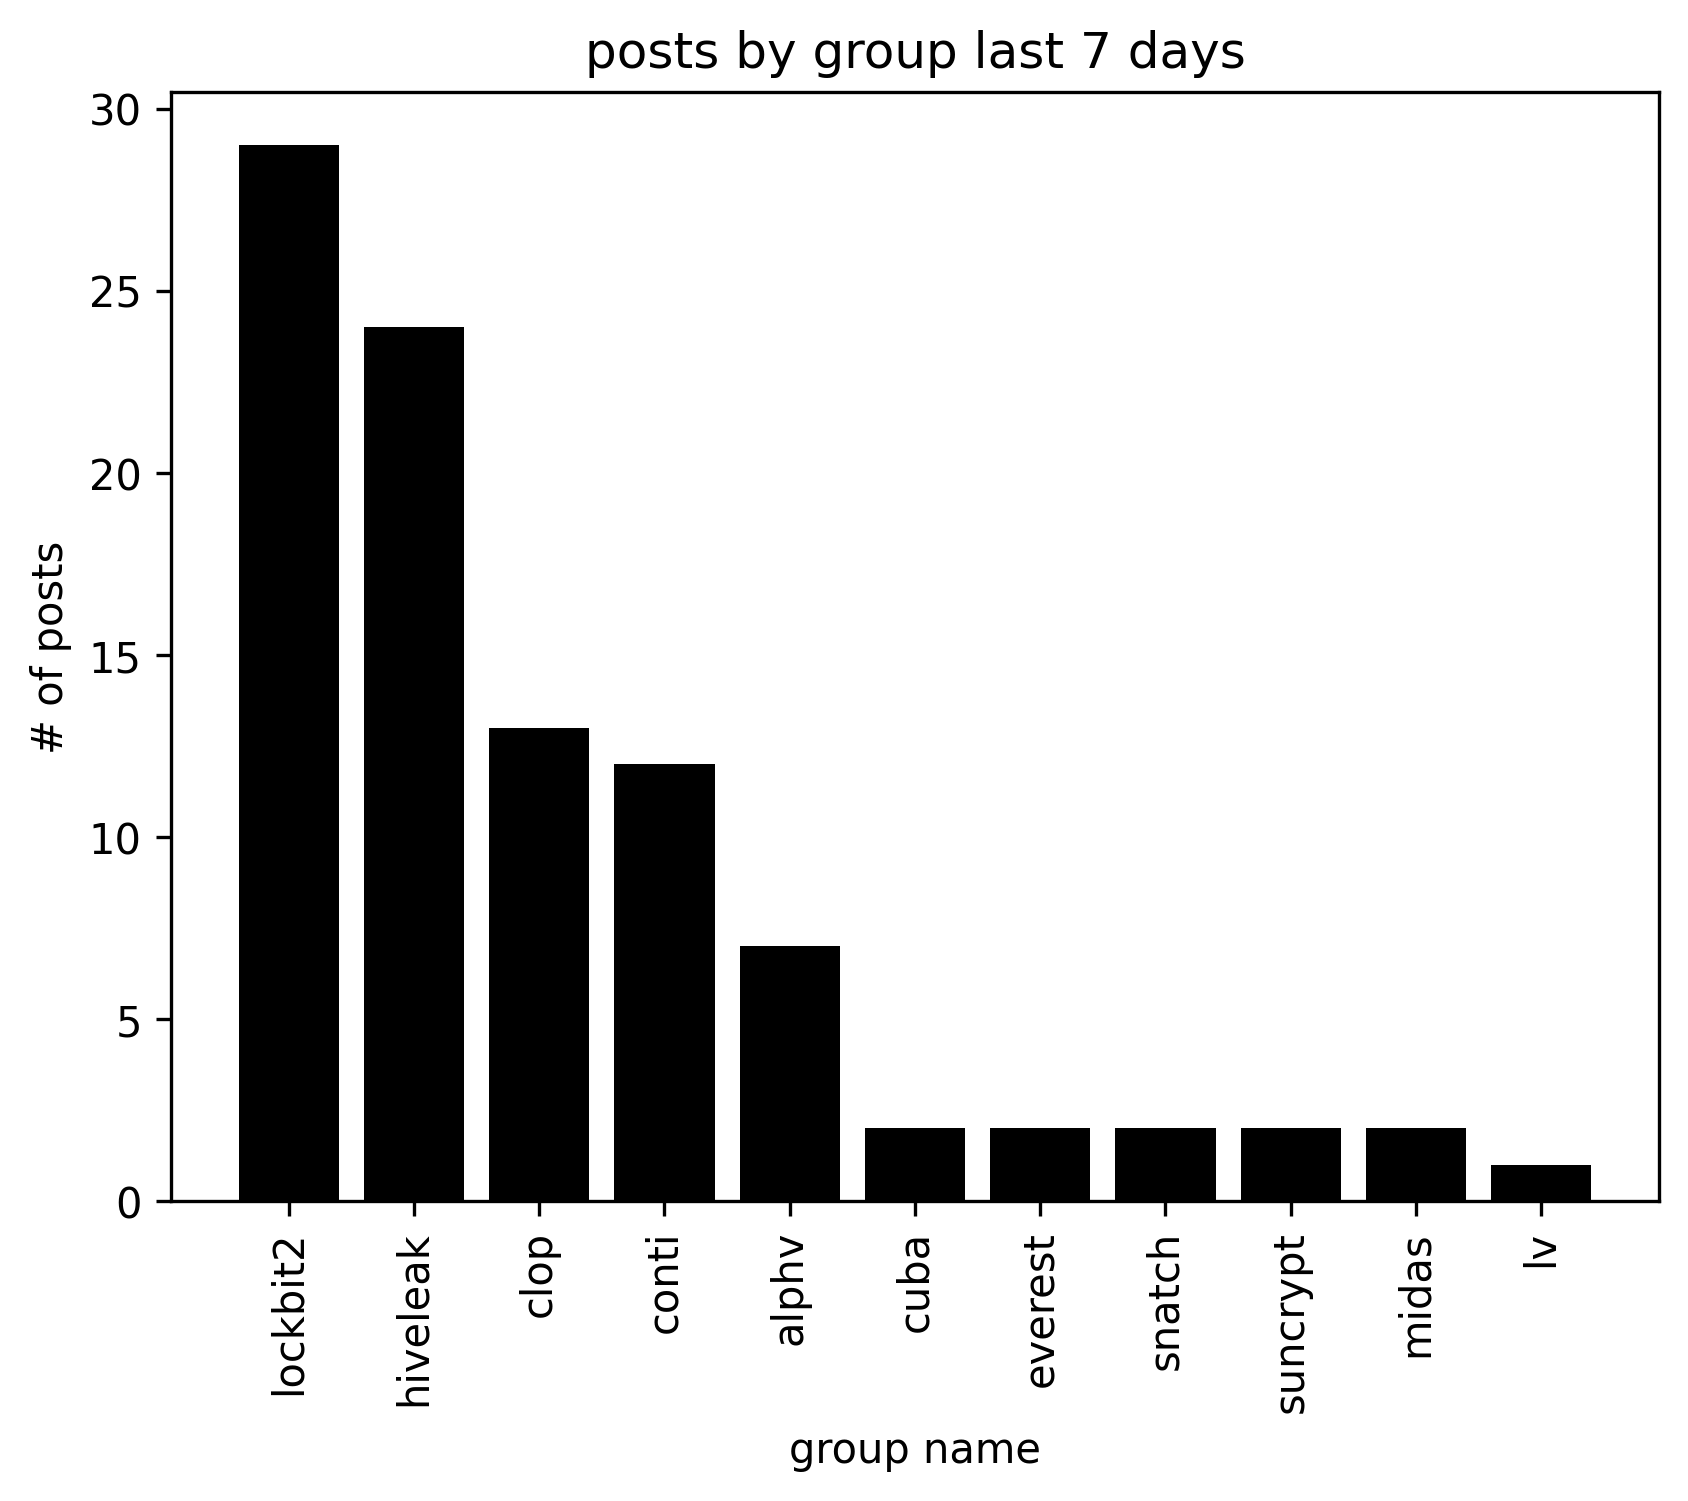 posts by group last 7 days
30
25
20
15
10
5
0
# of posts
lockbit2
hiveleak
clop
conti
alphv
cuba
everest
snatch
suncrypt
midas
lv
group name